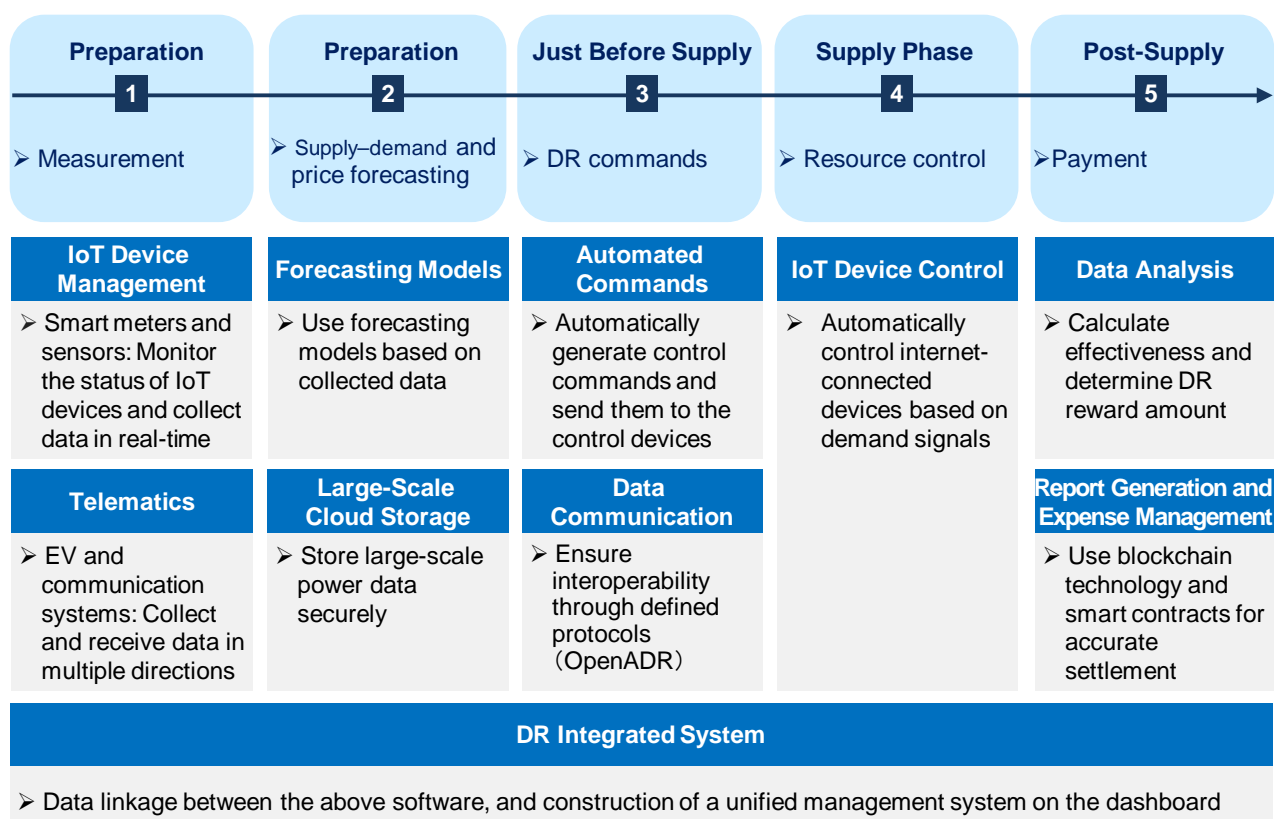 Preparation
1
➢ Measurement
Preparation
2
➢ Supply–demand and
price forecasting
Just Before Supply
3
➢ DR commands
Supply Phase
4
➢ Resource control
Post-Supply
5
➢Payment
IoT Device
Management
➢ Smart meters and
sensors: Monitor
the status of IoT
devices and collect
data in real-time
Forecasting Models
➢ Use forecasting
models based on
collected data
Automated
Commands
➢ Automatically
generate control
commands and
send them to the
control devices
IoT Device Control
➢ Automatically
control internet-
connected
devices based on
demand signals
Data Analysis
➢ Calculate
effectiveness and
determine DR
reward amount
Telematics
➢ EV and
communication
systems: Collect
and receive data in
multiple directions
Large-Scale
Cloud Storage
➢ Store large-scale
power data
securely
Data
Communication
➢ Ensure
interoperability
through defined
protocols
（OpenADR）
Report Generation and
Expense Management
➢ Use blockchain
technology and
smart contracts for
accurate
settlement
DR Integrated System
➢ Data linkage between the above software, and construction of a unified management system on the dashboard